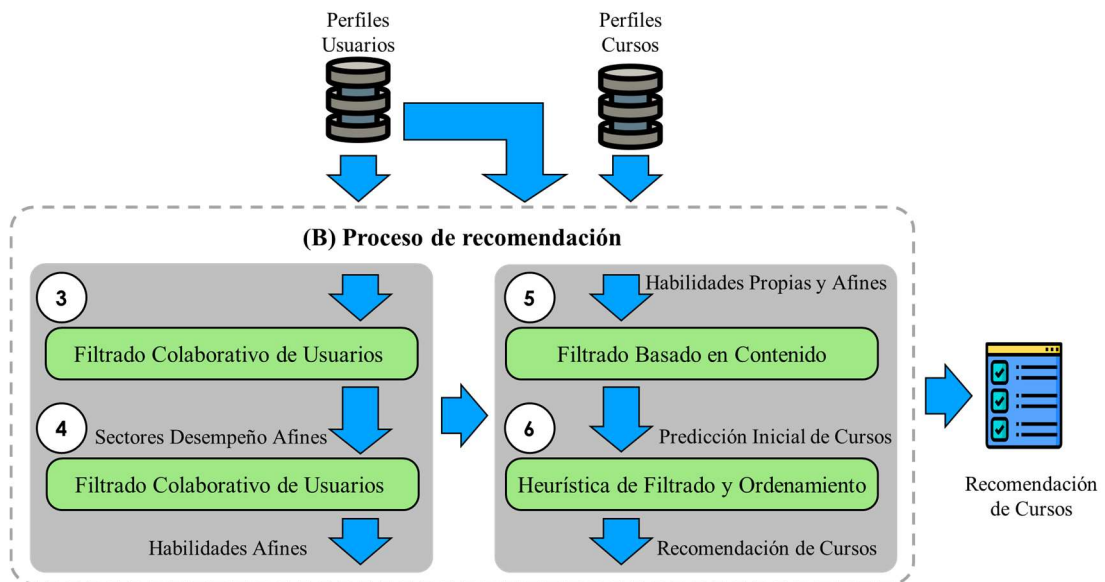 Perfiles
Usuarios
Perfiles
Cursos
(B) Proceso de recomendación
3
Filtrado Colaborativo de Usuarios
4
Sectores Desempeño Afines
Filtrado Colaborativo de Usuarios
Habilidades Afines
5
Habilidades Propias y Afines
Filtrado Basado en Contenido
6
Predicción Inicial de Cursos
Heurística de Filtrado y Ordenamiento
Recomendación de Cursos
Recomendación
de Cursos